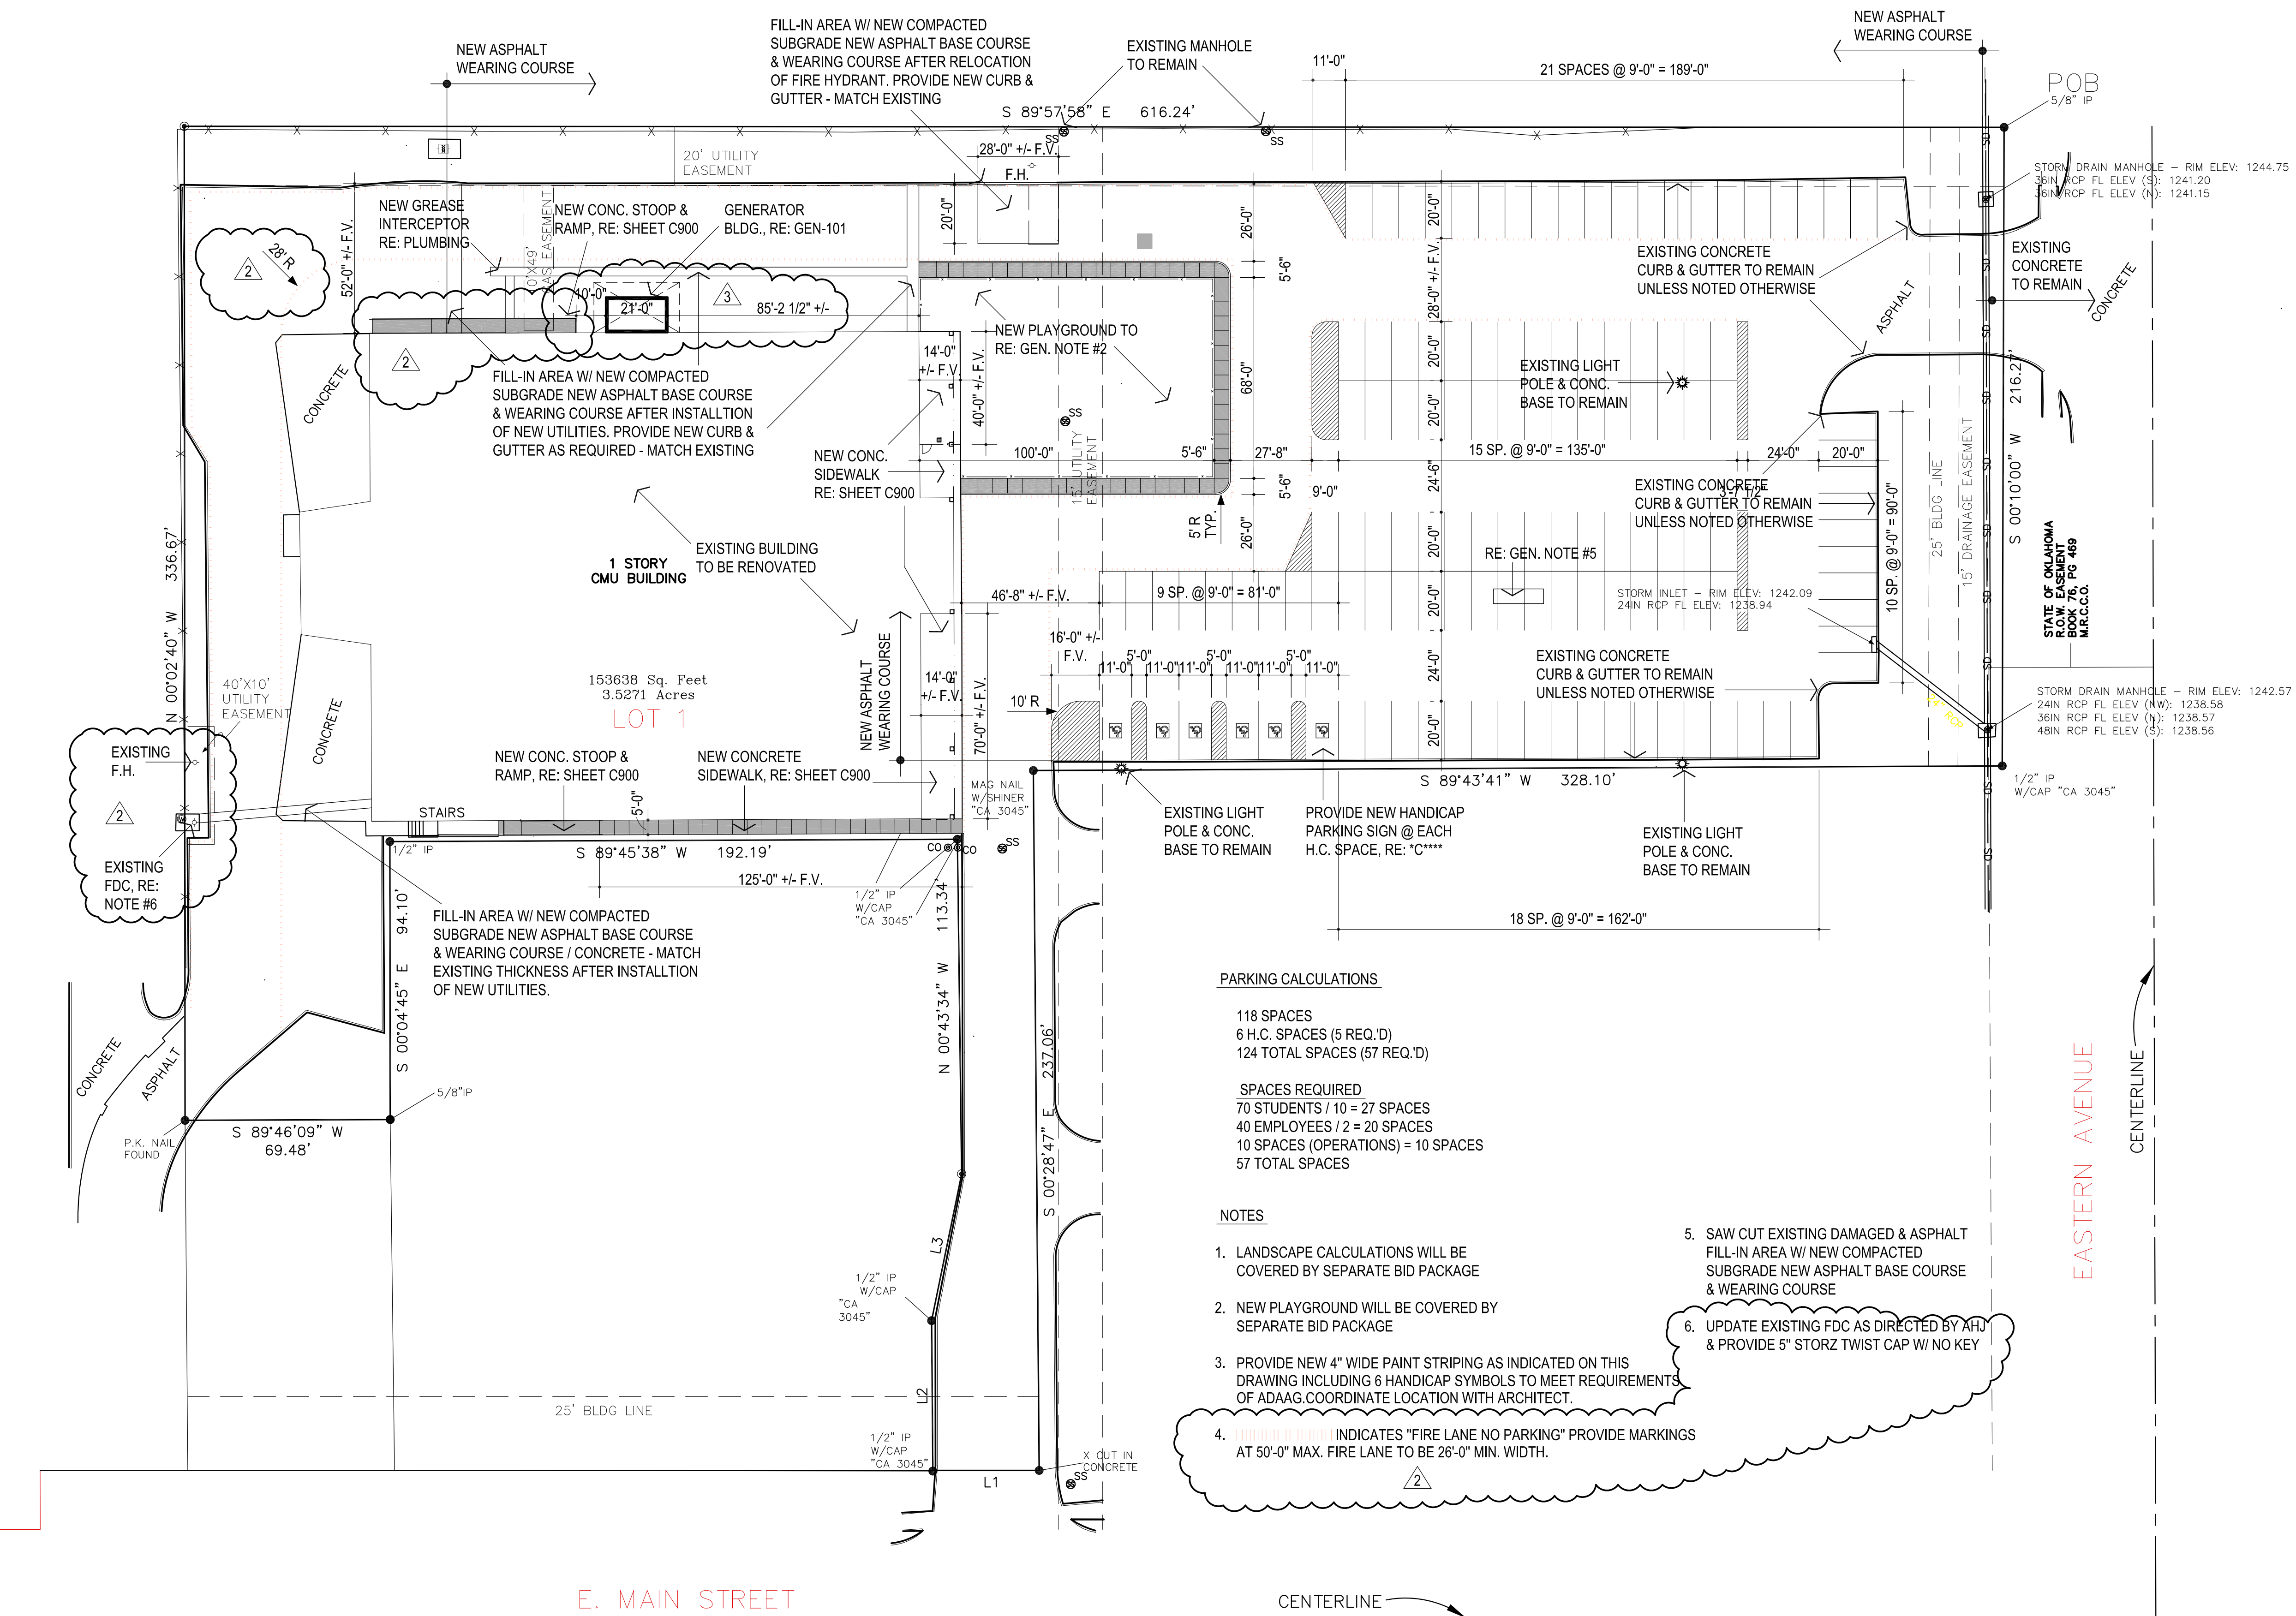 NEW ASPHALT
WEARING COURSE
FILL-IN AREA W/ NEW COMPACTED
SUBGRADE NEW ASPHALT BASE COURSE
& WEARING COURSE AFTER RELOCATION
OF FIRE HYDRANT. PROVIDE NEW CURB &
GUTTER - MATCH EXISTING
EXISTING MANHOLE
TO REMAIN
11'-0"
21 SPACES @ 9'-0" = 189'-0"
NEW ASPHALT
WEARING COURSE
POB
5/8" IP
S 89°57'58" E 616.24'
SS
SS
20' UTILITY
EASEMENT
28'-0" +/- F.V.
F.H.
20'-0"
SD
STORM DRAIN MANHOLE – RIM ELEV: 1244.75
36IN RCP FL ELEV (S): 1241.20
36IN RCP FL ELEV (N): 1241.15
28' R
2
52'-0" +/- F.V.
NEW GREASE
INTERCEPTOR
RE: PLUMBING
NEW CONC. STOOP &
RAMP, RE: SHEET C900
GENERATOR
BLDG., RE: GEN-101
10'-0"
21'-0"
3
85'-2 1/2" +/-
26'-0"
5'-6"
20'-0"
28'-0" +/- F.V.
EXISTING CONCRETE
CURB & GUTTER TO REMAIN
UNLESS NOTED OTHERWISE
EXISTING
CONCRETE
TO REMAIN
ASPHALT
CONCRETE
CONCRETE
2
NEW PLAYGROUND TO
RE: GEN. NOTE #2
14'-0"
+/- F.V.
40'-0" +/- F.V.
68'-0"
20'-0"
20'-0"
EXISTING LIGHT
POLE & CONC.
BASE TO REMAIN
FILL-IN AREA W/ NEW COMPACTED
SUBGRADE NEW ASPHALT BASE COURSE
& WEARING COURSE AFTER INSTALLTION
OF NEW UTILITIES. PROVIDE NEW CURB &
GUTTER AS REQUIRED - MATCH EXISTING
SS
15' UTILITY
EASEMENT
NEW CONC.
SIDEWALK
RE: SHEET C900
100'-0"
5'-6"
27'-8"
15 SP. @ 9'-0" = 135'-0"
24'-0"
20'-0"
5'-6"
9'-0"
24'-6"
3'-7 1/2"
EXISTING CONCRETE
CURB & GUTTER TO REMAIN
UNLESS NOTED OTHERWISE
25' BLDG LINE
15' DRAINAGE EASEMENT
S 00°10'00" W 216.27'
5' R
TYP.
26'-0"
20'-0"
RE: GEN. NOTE #5
10 SP. @ 9'-0" = 90'-0"
STATE OF OKLAHOMA
R.O.W. EASEMENT
BOOK 76, PG 469
M.R.C.C.O.
N 00°02'40" W 336.67'
1 STORY
CMU BUILDING
EXISTING BUILDING
TO BE RENOVATED
46'-8" +/- F.V.
9 SP. @ 9'-0" = 81'-0"
20'-0"
STORM INLET – RIM ELEV: 1242.09
24IN RCP FL ELEV: 1238.94
NEW ASPHALT
WEARING COURSE
16'-0" +/-
F.V.
5'-0" 5'-0" 5'-0"
11'-0" 11'-0" 11'-0" 11'-0" 11'-0" 11'-0"
24'-0"
EXISTING CONCRETE
CURB & GUTTER TO REMAIN
UNLESS NOTED OTHERWISE
40'X10'
UTILITY
EASEMENT
153638 Sq. Feet
3.5271 Acres
LOT 1
14'-0"
+/- F.V.
70'-0" +/- F.V.
10' R
20'-0"
STORM DRAIN MANHOLE – RIM ELEV: 1242.57
24IN RCP FL ELEV (NW): 1238.58
36IN RCP FL ELEV (N): 1238.57
48IN RCP FL ELEV (S): 1238.56
EXISTING
F.H.
2
CONCRETE
NEW CONC. STOOP &
RAMP, RE: SHEET C900
NEW CONCRETE
SIDEWALK, RE: SHEET C900
S 89°43'41" W 328.10'
1/2" IP
W/CAP "CA 3045"
MAG NAIL
W/SHINER
"CA 3045"
STAIRS
5'-0"
EXISTING LIGHT
POLE & CONC.
BASE TO REMAIN
PROVIDE NEW HANDICAP
PARKING SIGN @ EACH
H.C. SPACE, RE: *C****
EXISTING LIGHT
POLE & CONC.
BASE TO REMAIN
EXISTING
FDC, RE:
NOTE #6
1/2" IP
S 89°45'38" W 192.19'
CO
CO
SS
125'-0" +/- F.V.
1/2" IP
W/CAP
"CA 3045"
18 SP. @ 9'-0" = 162'-0"
S 00°04'45" E 94.10'
FILL-IN AREA W/ NEW COMPACTED
SUBGRADE NEW ASPHALT BASE COURSE
& WEARING COURSE / CONCRETE - MATCH
EXISTING THICKNESS AFTER INSTALLTION
OF NEW UTILITIES.
N 00°43'34" W 113.34'
PARKING CALCULATIONS
118 SPACES
6 H.C. SPACES (5 REQ.'D)
124 TOTAL SPACES (57 REQ.'D)
SPACES REQUIRED
70 STUDENTS / 10 = 27 SPACES
40 EMPLOYEES / 2 = 20 SPACES
10 SPACES (OPERATIONS) = 10 SPACES
57 TOTAL SPACES
CONCRETE
ASPHALT
5/8"IP
P.K. NAIL
FOUND
S 89°46'09" W
69.48'
S 00°28'47" E 237.06'
CENTERLINE
EASTERN AVENUE
NOTES
1. LANDSCAPE CALCULATIONS WILL BE
COVERED BY SEPARATE BID PACKAGE
2. NEW PLAYGROUND WILL BE COVERED BY
SEPARATE BID PACKAGE
3. PROVIDE NEW 4" WIDE PAINT STRIPING AS INDICATED ON THIS
DRAWING INCLUDING 6 HANDICAP SYMBOLS TO MEET REQUIREMENTS
OF ADAAG.COORDINATE LOCATION WITH ARCHITECT.
4. INDICATES "FIRE LANE NO PARKING" PROVIDE MARKINGS
AT 50'-0" MAX. FIRE LANE TO BE 26'-0" MIN. WIDTH.
2
5. SAW CUT EXISTING DAMAGED & ASPHALT
FILL-IN AREA W/ NEW COMPACTED
SUBGRADE NEW ASPHALT BASE COURSE
& WEARING COURSE
6. UPDATE EXISTING FDC AS DIRECTED BY AHJ
& PROVIDE 5" STORZ TWIST CAP W/ NO KEY
L3
1/2" IP
W/CAP
"CA
3045"
L2
25' BLDG LINE
1/2" IP
W/CAP
"CA 3045"
L1
X CUT IN
CONCRETE
SS
E. MAIN STREET
CENTERLINE